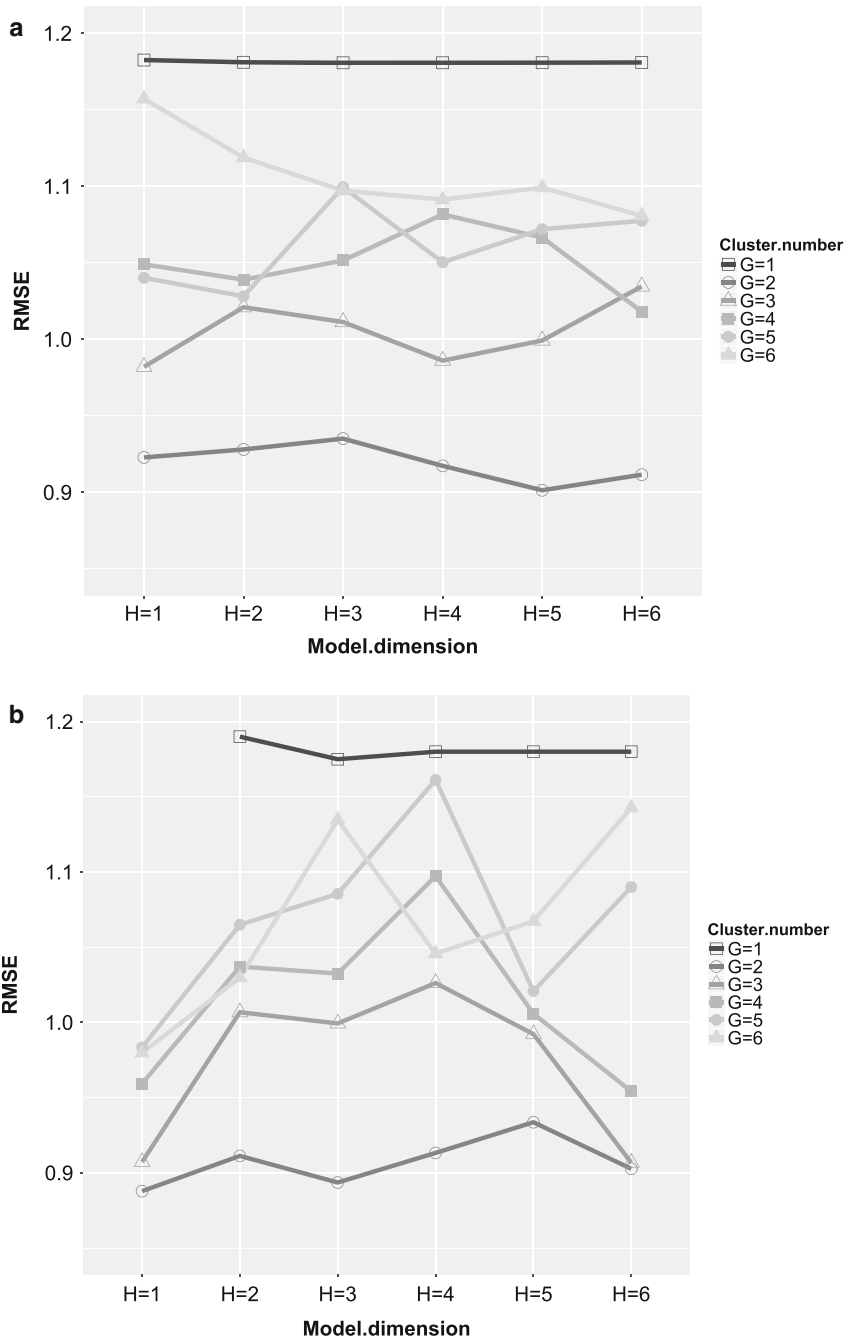 a
1.2
1.1
1.0
0.9
RMSE
H=1 H=2 H=3 H=4 H=5 H=6
Model.dimension
Cluster.number
G=1
G=2
G=3
G=4
G=5
G=6
b
1.2
1.1
1.0
0.9
RMSE
H=1 H=2 H=3 H=4 H=5 H=6
Model.dimension
Cluster.number
G=1
G=2
G=3
G=4
G=5
G=6